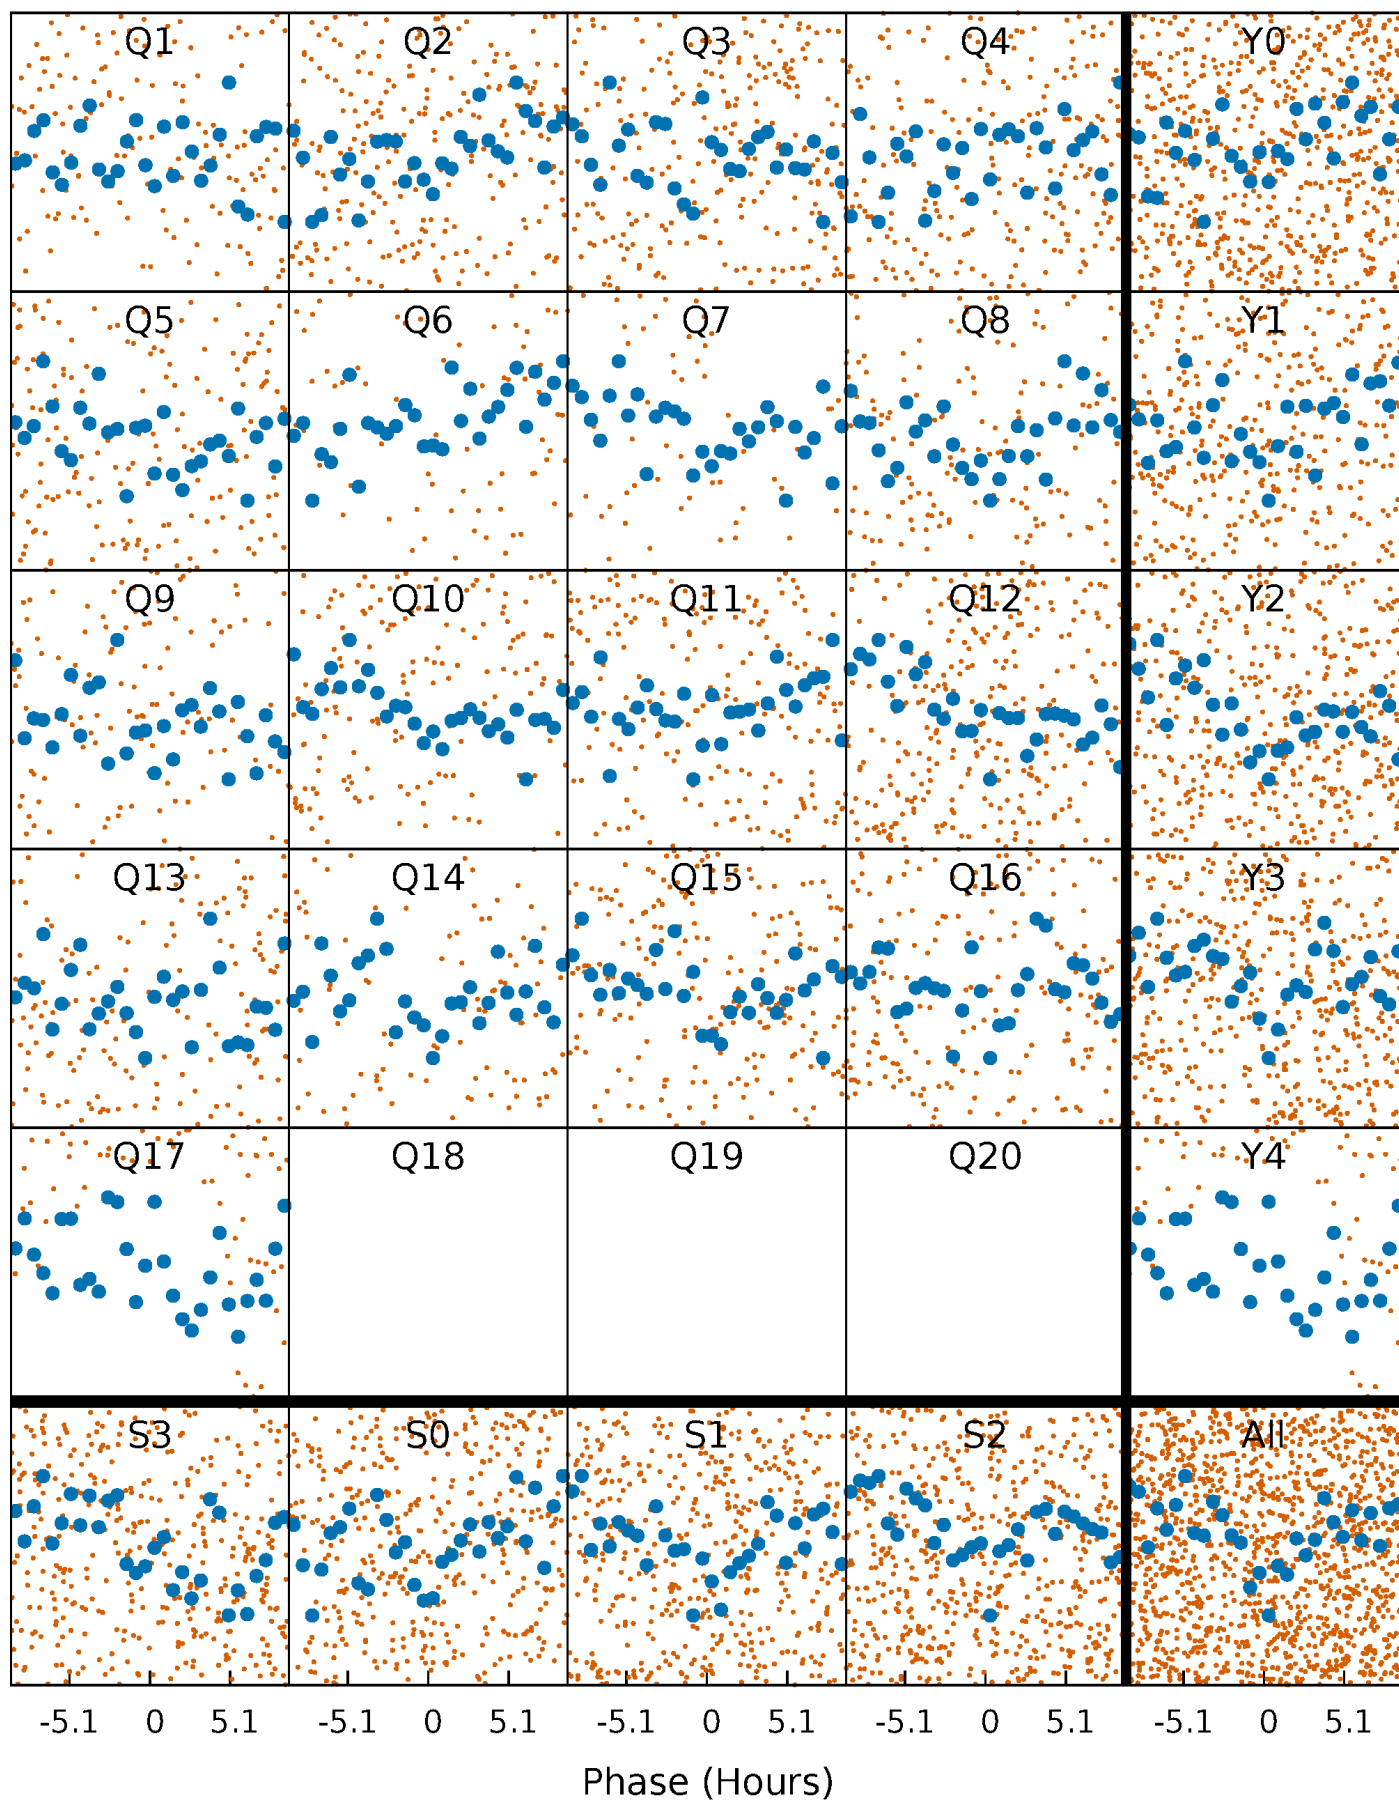 Q1 Q2 Q3 Q4 Y0
Q5 Q6 Q7 Q8 Y1
Q9 Q10 Q11 Q12 Y2
Q13 Q14 Q15 Q16 Y3
Q17 Q18 Q19 Q20 Y4
S3 S0 S1 S2 All
-5.1 0 5.1 -5.1 0 5.1 -5.1 0 5.1 -5.1 0 5.1 -5.1 0 5.1
Phase (Hours)